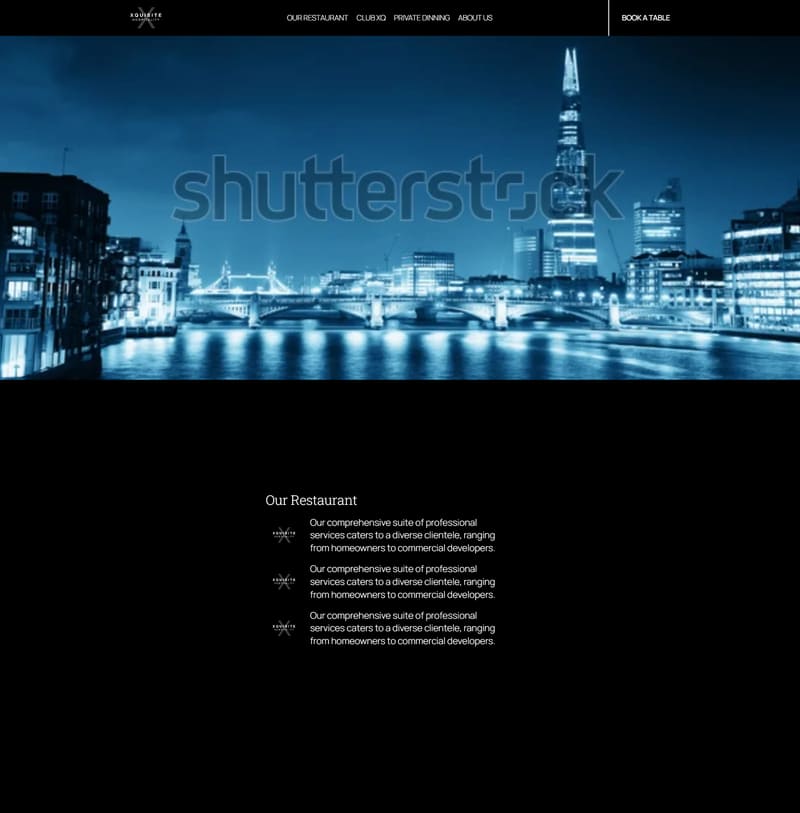 XQUISITE
OUR RESTAURANT CLUB XQ PRIVATE DINNING ABOUT US
BOOK A TABLE
shutterstock
Our Restaurant
XQUISITE
Our comprehensive suite of professional
services caters to a diverse clientele, ranging
from homeowners to commercial developers.
XQUISITE
Our comprehensive suite of professional
services caters to a diverse clientele, ranging
from homeowners to commercial developers.
XQUISITE
Our comprehensive suite of professional
services caters to a diverse clientele, ranging
from homeowners to commercial developers.